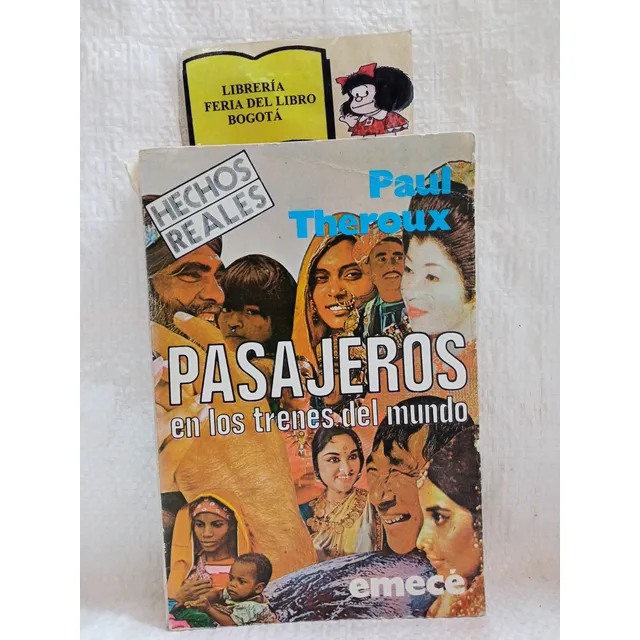 LIBRERÍA
FERIA DEL LIBRO
BOGOTÁ
HECHOS
REALES
Paul
Theroux
PASAJEROS
en los trenes del mundo
emecé